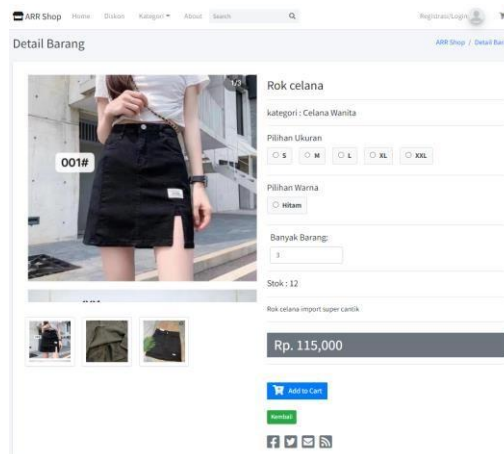 ARR Shop Home Diskon Kategori About Search Registrasi/Login
Detail Barang
ARR Shop / Detail Bar
1/3
001#
Rok celana
kategori : Celana Wanita
Pilihan Ukuran
S M L XL XXL
Pilihan Warna
Hitam
Banyak Barang:
Stok : 12
Rok celana import super cantik
Rp. 115,000
Add to Cart
Kembali